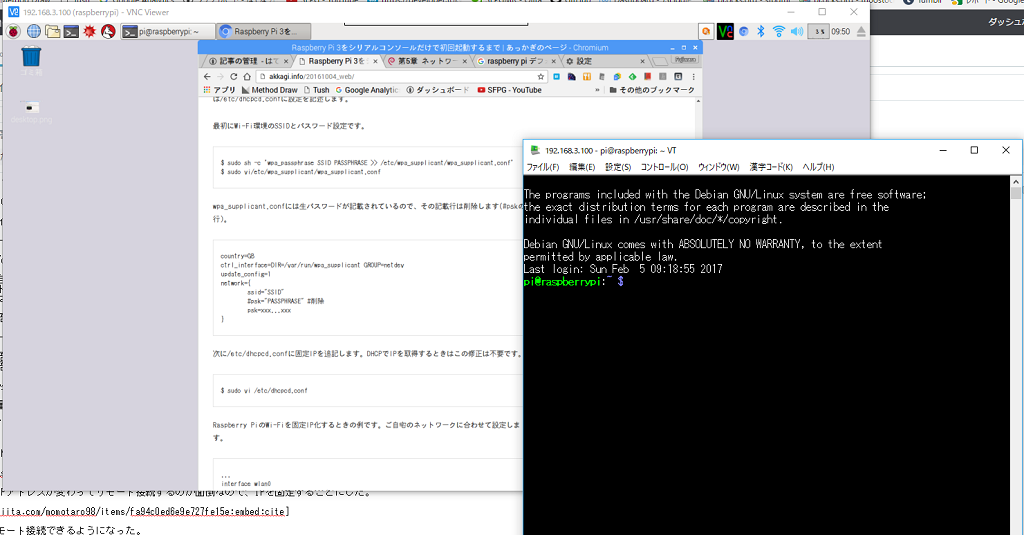 192.168.3.100 (raspberrypi) - VNC Viewer
pi@raspberrypi: ~
Raspberry Pi 3を...
3 %
09:50
Raspberry Pi 3をシリアルコンソールだけで初回起動するまで | あっかぎのページ - Chromium
記事の管理 - はて
Raspberry Pi 3を
第5章 ネットワー
raspberry pi デフ
設定
akkagi.info/20161004_web/
アプリ
Method Draw
Tush
Google Analytic
ダッシュボード
SFPG - YouTube
»
その他のブックマーク
は/etc/dhcpcd.confに設定を記述します。
最初にWi-Fi環境のSSIDとパスワード設定です。
$ sudo sh -c 'wpa_passphrase SSID PASSPHRASE >> /etc/wpa_supplicant/wpa_supplicant.conf'
$ sudo vi/etc/wpa_supplicant/wpa_supplicant.conf
wpa_supplicant.confには生パスワードが記載されているので、その記載行は削除します(#pskの
行)。
country=GB
ctrl_interface=DIR=/var/run/wpa_supplicant GROUP=netdev
update_config=1
network={
ssid="SSID"
#psk="PASSPHRASE" #削除
psk=xxx...xxx
}
次に/etc/dhcpcd.confに固定IPを追記します。DHCPでIPを取得するときはこの修正は不要です。
$ sudo vi /etc/dhcpcd.conf
Raspberry PiのWi-Fiを固定IP化するときの例です。ご自宅のネットワークに合わせて設定しま
す。
...
interface wlan0
192.168.3.100 - pi@raspberrypi: ~ VT
ファイル(F) 編集(E) 設定(S) コントロール(O) ウィンドウ(W) 漢字コード(K) ヘルプ(H)
The programs included with the Debian GNU/Linux system are free software;
the exact distribution terms for each program are described in the
individual files in /usr/share/doc/*/copyright.
Debian GNU/Linux comes with ABSOLUTELY NO WARRANTY, to the extent
permitted by applicable law.
Last login: Sun Feb  5 09:18:55 2017
pi@raspberrypi:~ $
ダッシュボ
アドレスが変わってリモート接続するのが面倒なので、IPを固定することにした。
iita.com/momotaro98/items/fa94c0ed6e9e727fe15e:embed:cite]
モート接続できるようになった。